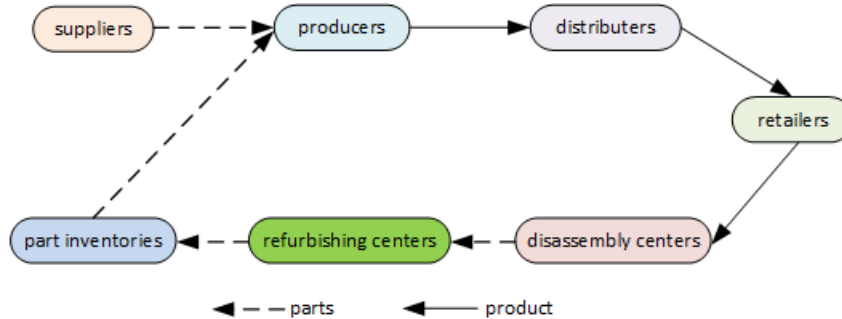 suppliers
producers
distributers
retailers
part inventories
refurbishing centers
disassembly centers
parts
product